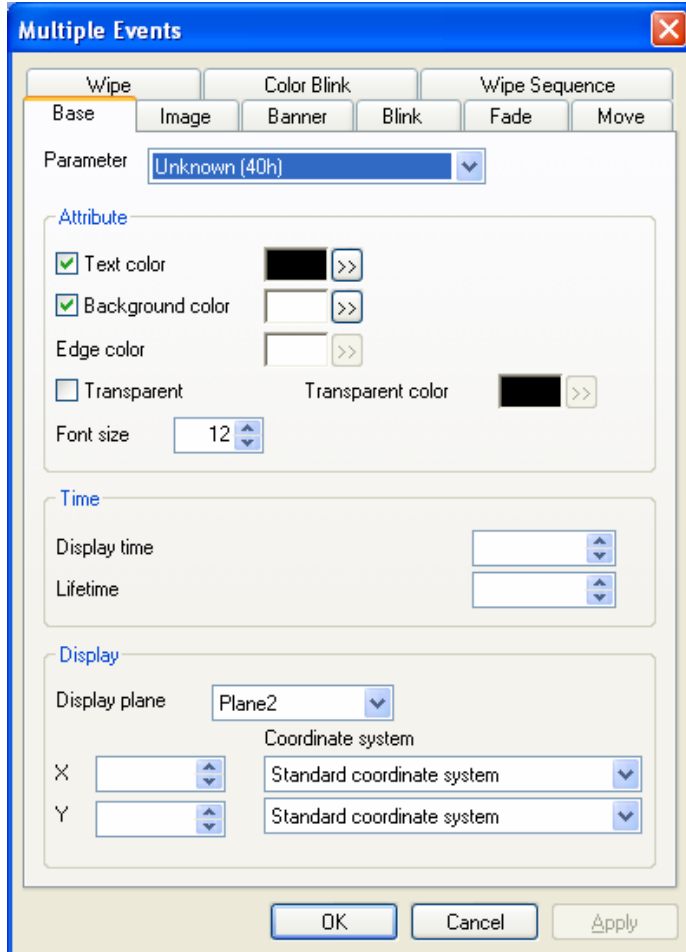 Multiple Events
Wipe Color Blink Wipe Sequence
Base Image Banner Blink Fade Move
Parameter Unknown (40h)
Attribute
Text color >>
Background color >>
Edge color >>
Transparent Transparent color >>
Font size 12
Time
Display time
Lifetime
Display
Display plane Plane2
Coordinate system
X Standard coordinate system
Y Standard coordinate system
OK Cancel Apply